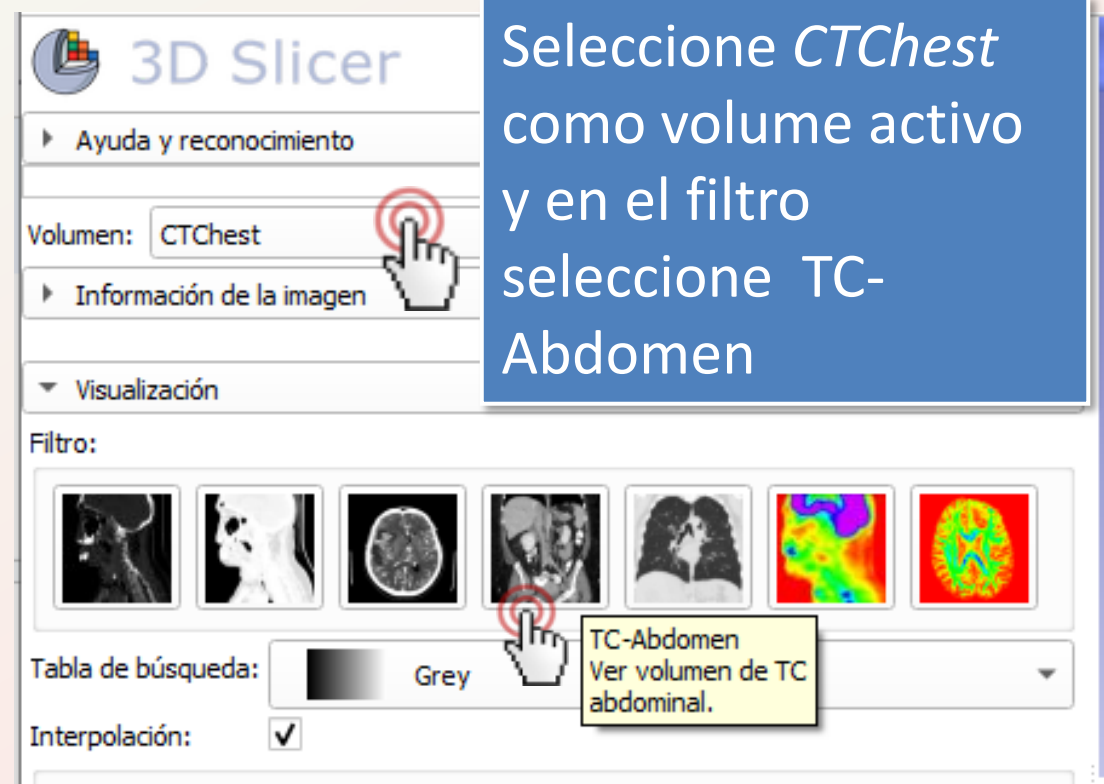 3D Slicer
Seleccione CTChest
como volume activo
y en el filtro
seleccione TC-
Abdomen
Ayuda y reconocimiento
Volumen: CTChest
Información de la imagen
Visualización
Filtro:
TC-Abdomen
Ver volumen de TC
abdominal.
Tabla de búsqueda: Grey
Interpolación: